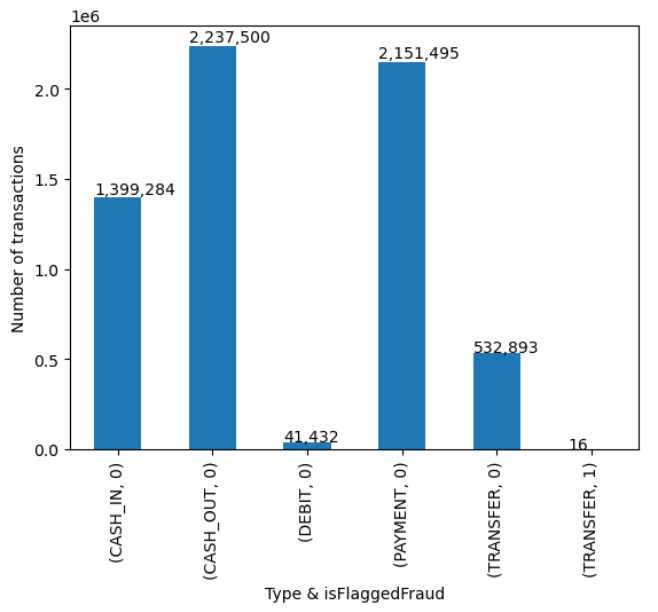 1e6
2,237,500
2,151,495
2.0
1.5
1,399,284
1.0
Number of transactions
0.5
532,893
41,432
16
0.0
(CASH_IN, 0)
(CASH_OUT, 0)
(DEBIT, 0)
(PAYMENT, 0)
(TRANSFER, 0)
(TRANSFER, 1)
Type & isFlaggedFraud